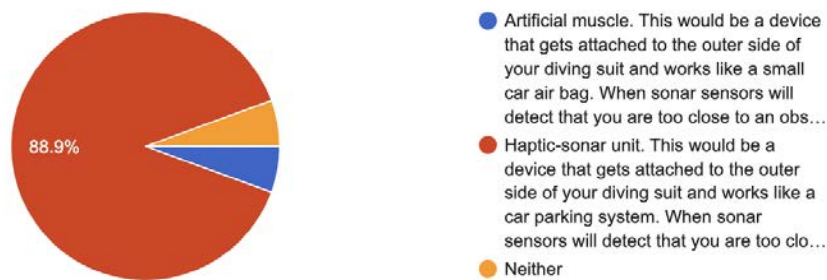 88.9%
Artificial muscle. This would be a device
that gets attached to the outer side of
your diving suit and works like a small
car air bag. When sonar sensors will
detect that you are too close to an obs…
Haptic-sonar unit. This would be a
device that gets attached to the outer
side of your diving suit and works like a
car parking system. When sonar
sensors will detect that you are too clo…
Neither